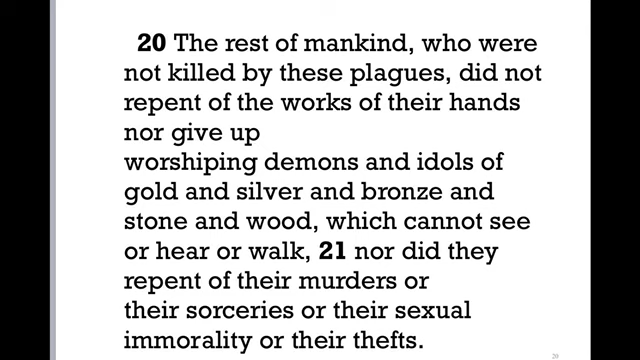 20 The rest of mankind, who were
not killed by these plagues, did not
repent of the works of their hands
nor give up
worshiping demons and idols of
gold and silver and bronze and
stone and wood, which cannot see
or hear or walk, 21 nor did they
repent of their murders or
their sorceries or their sexual
immorality or their thefts.
20